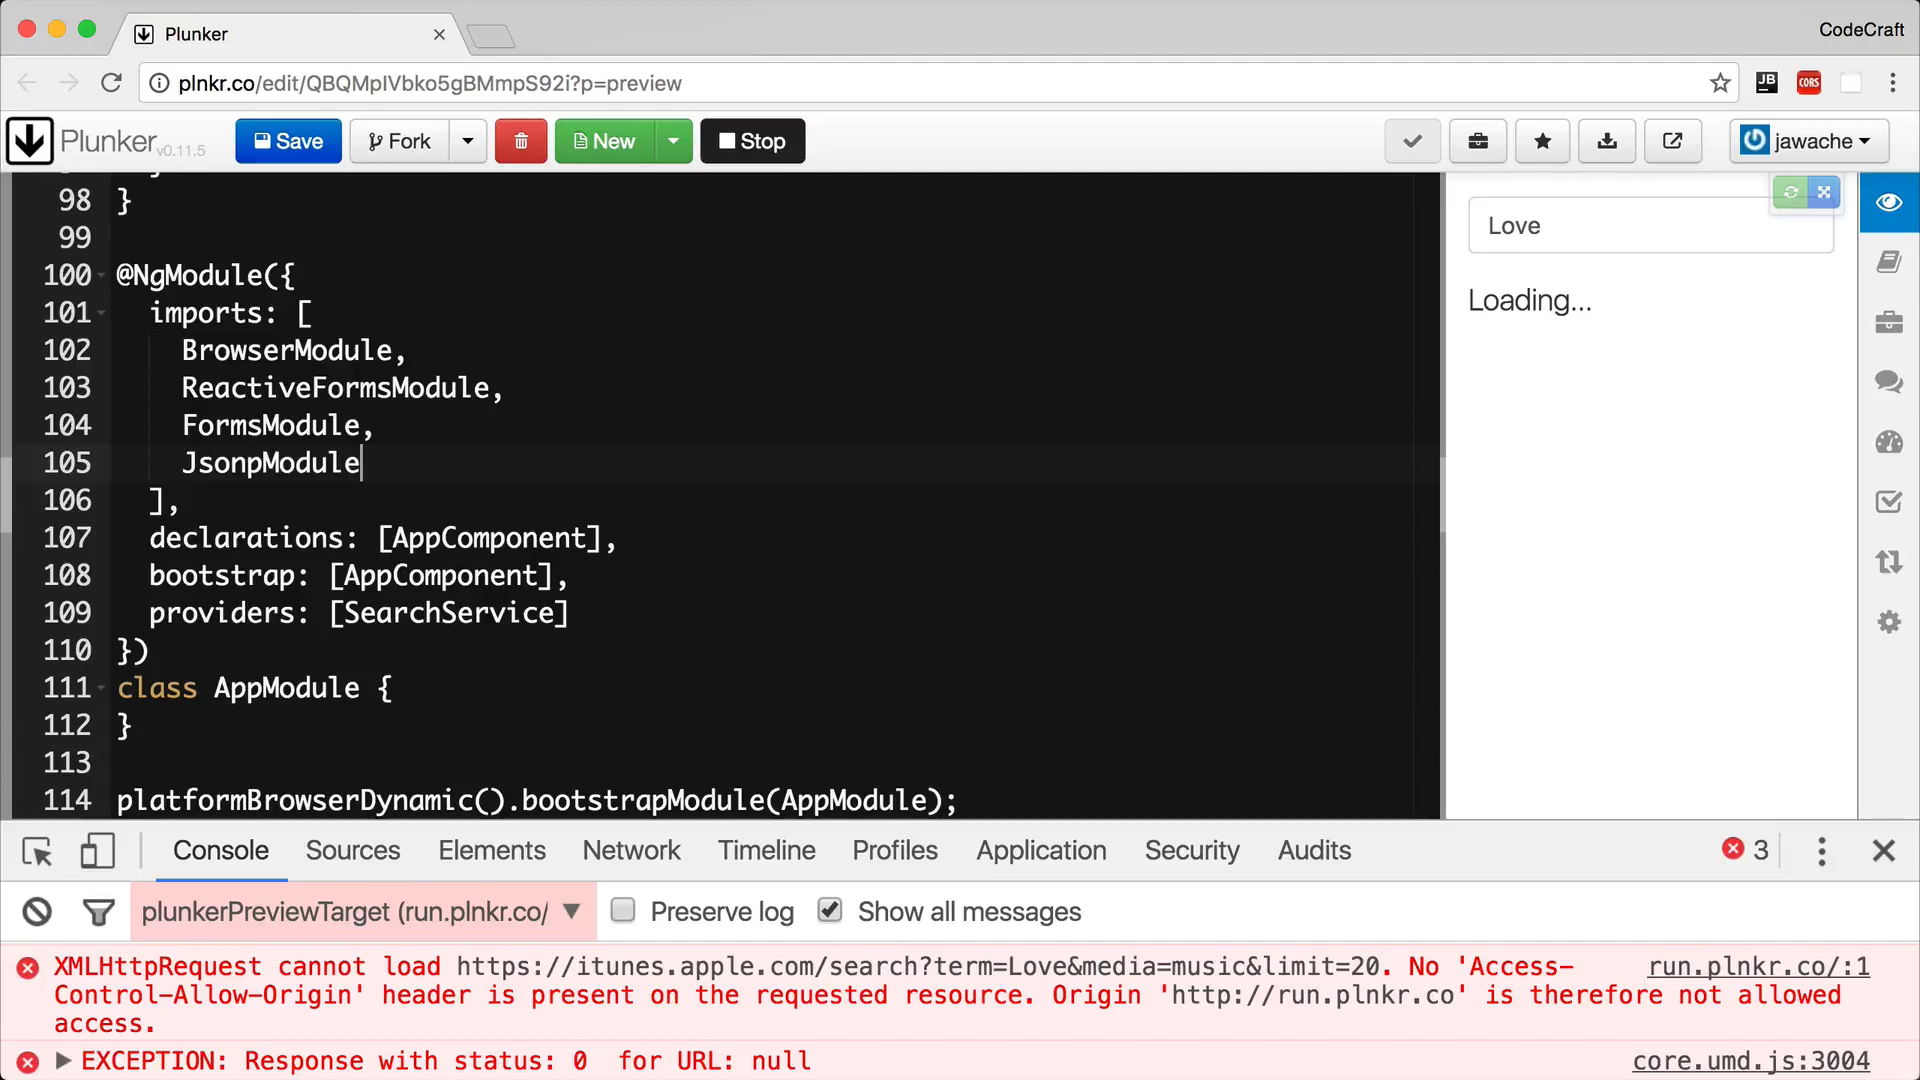 Plunker
CodeCraft
plnkr.co/edit/QBQMpIVbko5gBMmpS92i?p=preview
JB
CORS
Plunker v0.11.5
Save
Fork
New
Stop
jawache
98 }
99
100 @NgModule({
101 imports: [
102 BrowserModule,
103 ReactiveFormsModule,
104 FormsModule,
105 JsonpModule
106 ],
107 declarations: [AppComponent],
108 bootstrap: [AppComponent],
109 providers: [SearchService]
110 })
111 class AppModule {
112 }
113
114 platformBrowserDynamic().bootstrapModule(AppModule);
Love
Loading...
Console Sources Elements Network Timeline Profiles Application Security Audits 3
plunkerPreviewTarget (run.plnkr.co/ Preserve log Show all messages
XMLHttpRequest cannot load https://itunes.apple.com/search?term=Love&media=music&limit=20. No 'Access- run.plnkr.co/:1
Control-Allow-Origin' header is present on the requested resource. Origin 'http://run.plnkr.co' is therefore not allowed
access.
EXCEPTION: Response with status: 0 for URL: null core.umd.js:3004